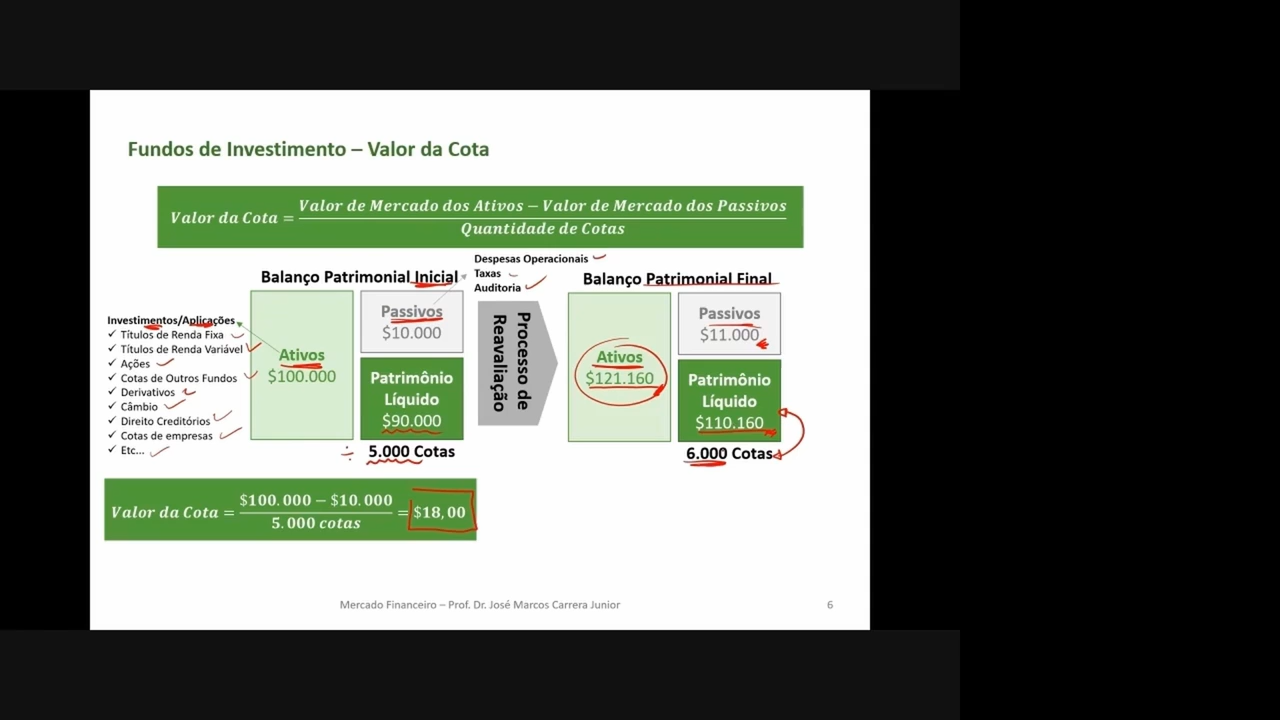 Fundos de Investimento – Valor da Cota
Valor da Cota = Valor de Mercado dos Ativos − Valor de Mercado dos Passivos
Quantidade de Cotas
Balanço Patrimonial Inicial
Despesas Operacionais
Taxas
Auditoria
Balanço Patrimonial Final
Investimentos/Aplicações
✓ Títulos de Renda Fixa
✓ Títulos de Renda Variável
✓ Ações
✓ Cotas de Outros Fundos
✓ Derivativos
✓ Câmbio
✓ Direito Creditórios
✓ Cotas de empresas
✓ Etc...
Ativos
$100.000
Passivos
$10.000
Patrimônio
Líquido
$90.000
÷ 5.000 Cotas
Processo de
Reavaliação
Ativos
$121.160
Passivos
$11.000
Patrimônio
Líquido
$110.160
6.000 Cotas
Valor da Cota = $100.000 − $10.000 = $18,00
5.000 cotas
Mercado Financeiro – Prof. Dr. José Marcos Carrera Junior
6